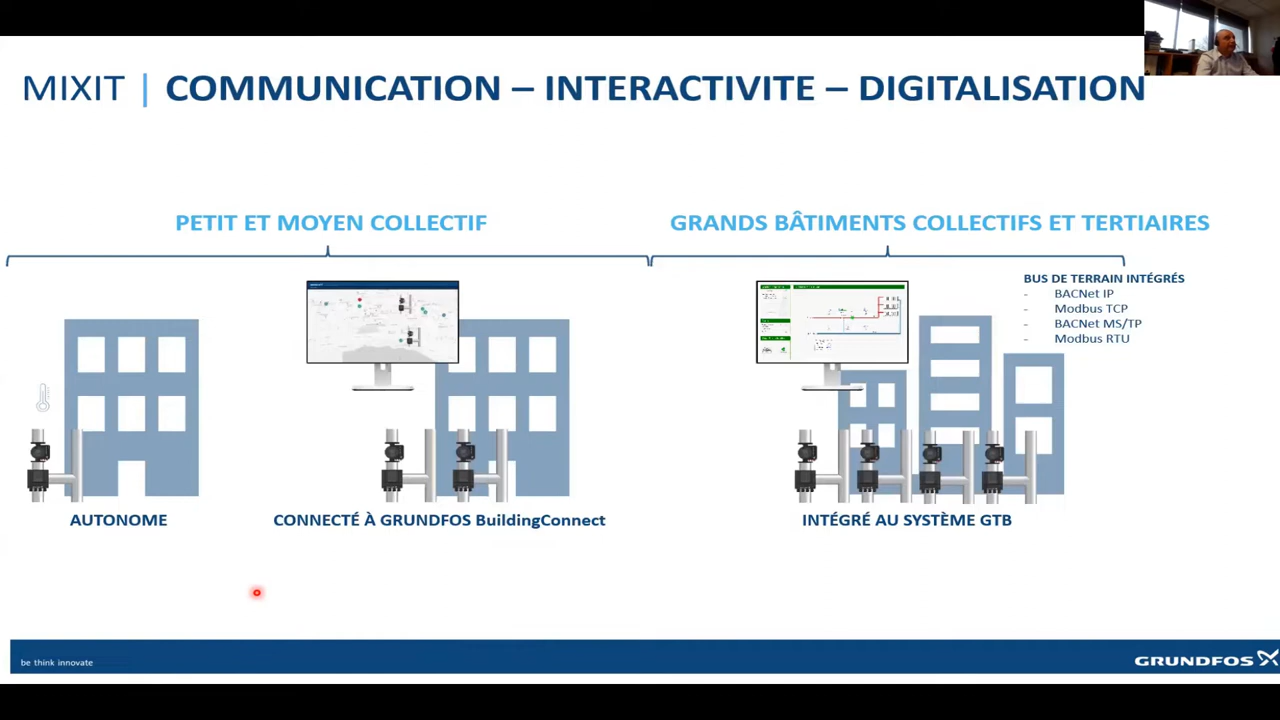 MIXIT | COMMUNICATION – INTERACTIVITE – DIGITALISATION
PETIT ET MOYEN COLLECTIF
GRANDS BÂTIMENTS COLLECTIFS ET TERTIAIRES
BUS DE TERRAIN INTÉGRÉS
- BACNet IP
- Modbus TCP
- BACNet MS/TP
- Modbus RTU
AUTONOME
CONNECTÉ À GRUNDFOS BuildingConnect
INTÉGRÉ AU SYSTÈME GTB
be think innovate
GRUNDFOS